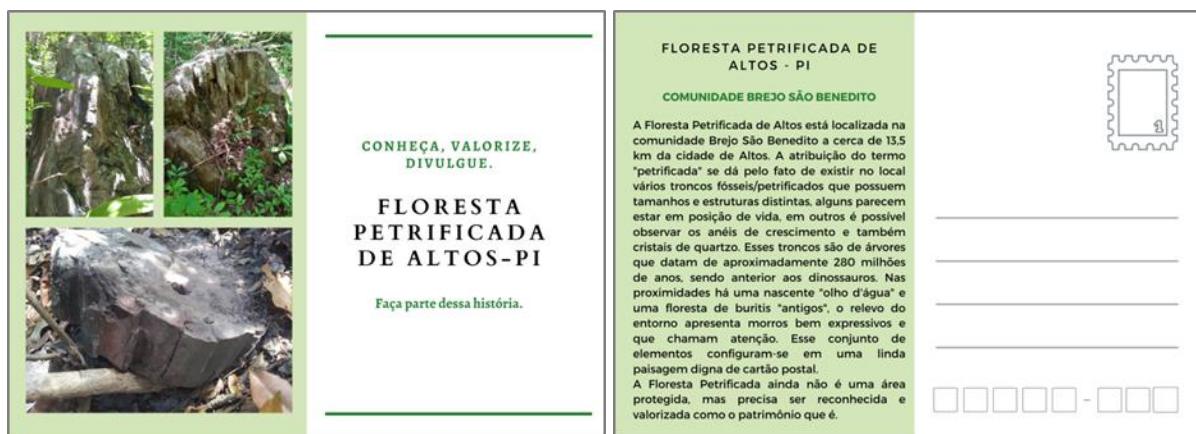 CONHEÇA, VALORIZE,
DIVULGUE.
FLORESTA
PETRIFICADA
DE ALTOS-PI
Faça parte dessa história.
FLORESTA PETRIFICADA DE
ALTOS - PI
COMUNIDADE BREJO SÃO BENEDITO
A Floresta Petrificada de Altos está localizada na
comunidade Brejo São Benedito a cerca de 13,5
km da cidade de Altos. A atribuição do termo
"petrificada" se dá pelo fato de existir no local
vários troncos fósseis/petrificados que possuem
tamanhos e estruturas distintas, alguns parecem
estar em posição de vida, em outros é possível
observar os anéis de crescimento e também
cristais de quartzo. Esses troncos são de árvores
que datam de aproximadamente 280 milhões
de anos, sendo anterior aos dinossauros. Nas
proximidades há uma nascente "olho d'água" e
uma floresta de buritis "antigos", o relevo do
entorno apresenta morros bem expressivos e
que chamam atenção. Esse conjunto de
elementos configuram-se em uma linda
paisagem digna de cartão postal.
A Floresta Petrificada ainda não é uma área
protegida, mas precisa ser reconhecida e
valorizada como o patrimônio que é.
1
-